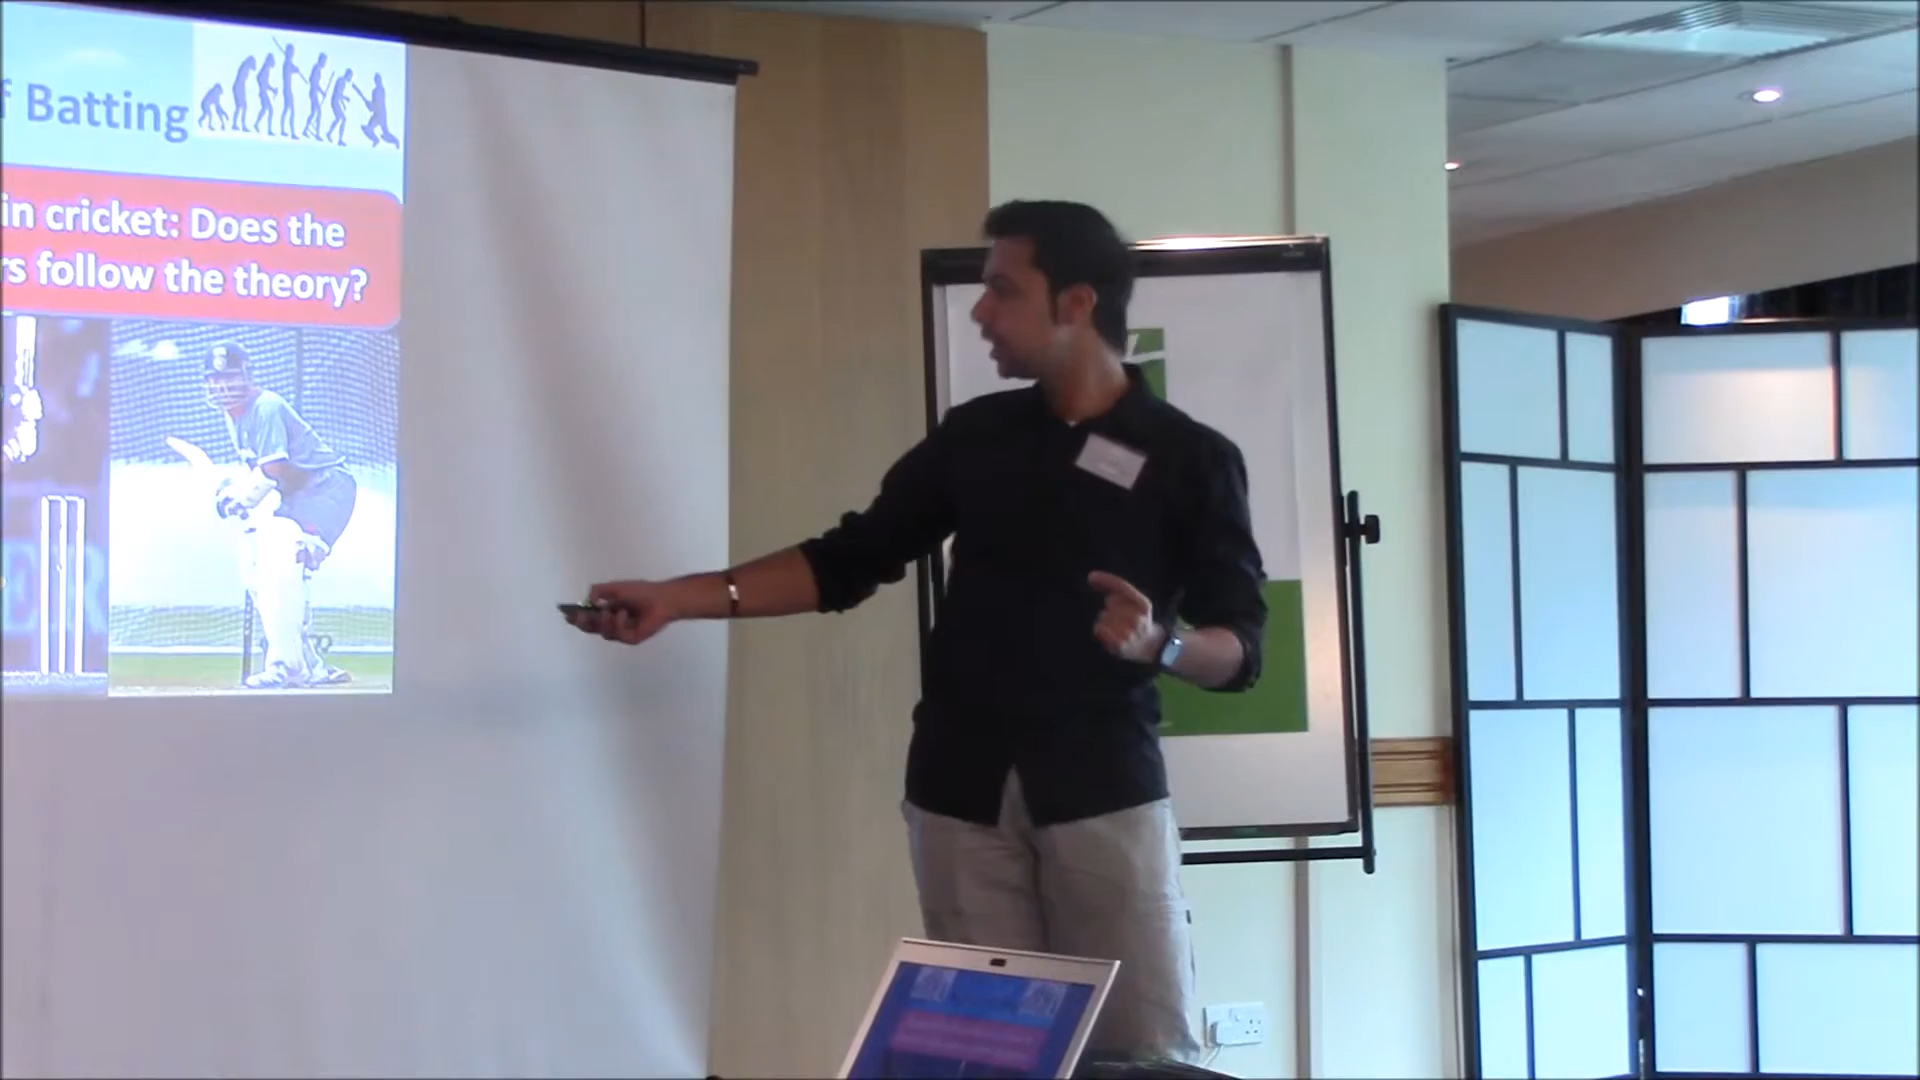 f Batting
in cricket: Does the
rs follow the theory?